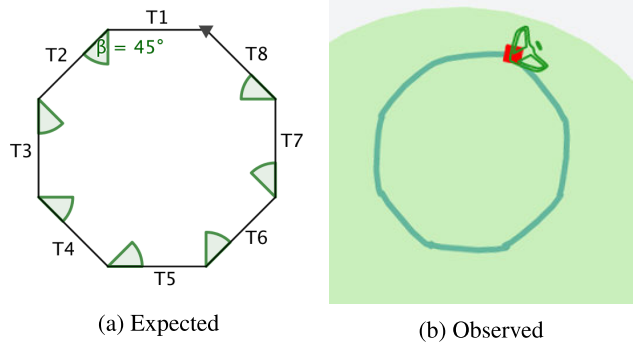 T1
T2
β = 45°
T8
T3
T7
T4
T6
T5
(a) Expected
(b) Observed